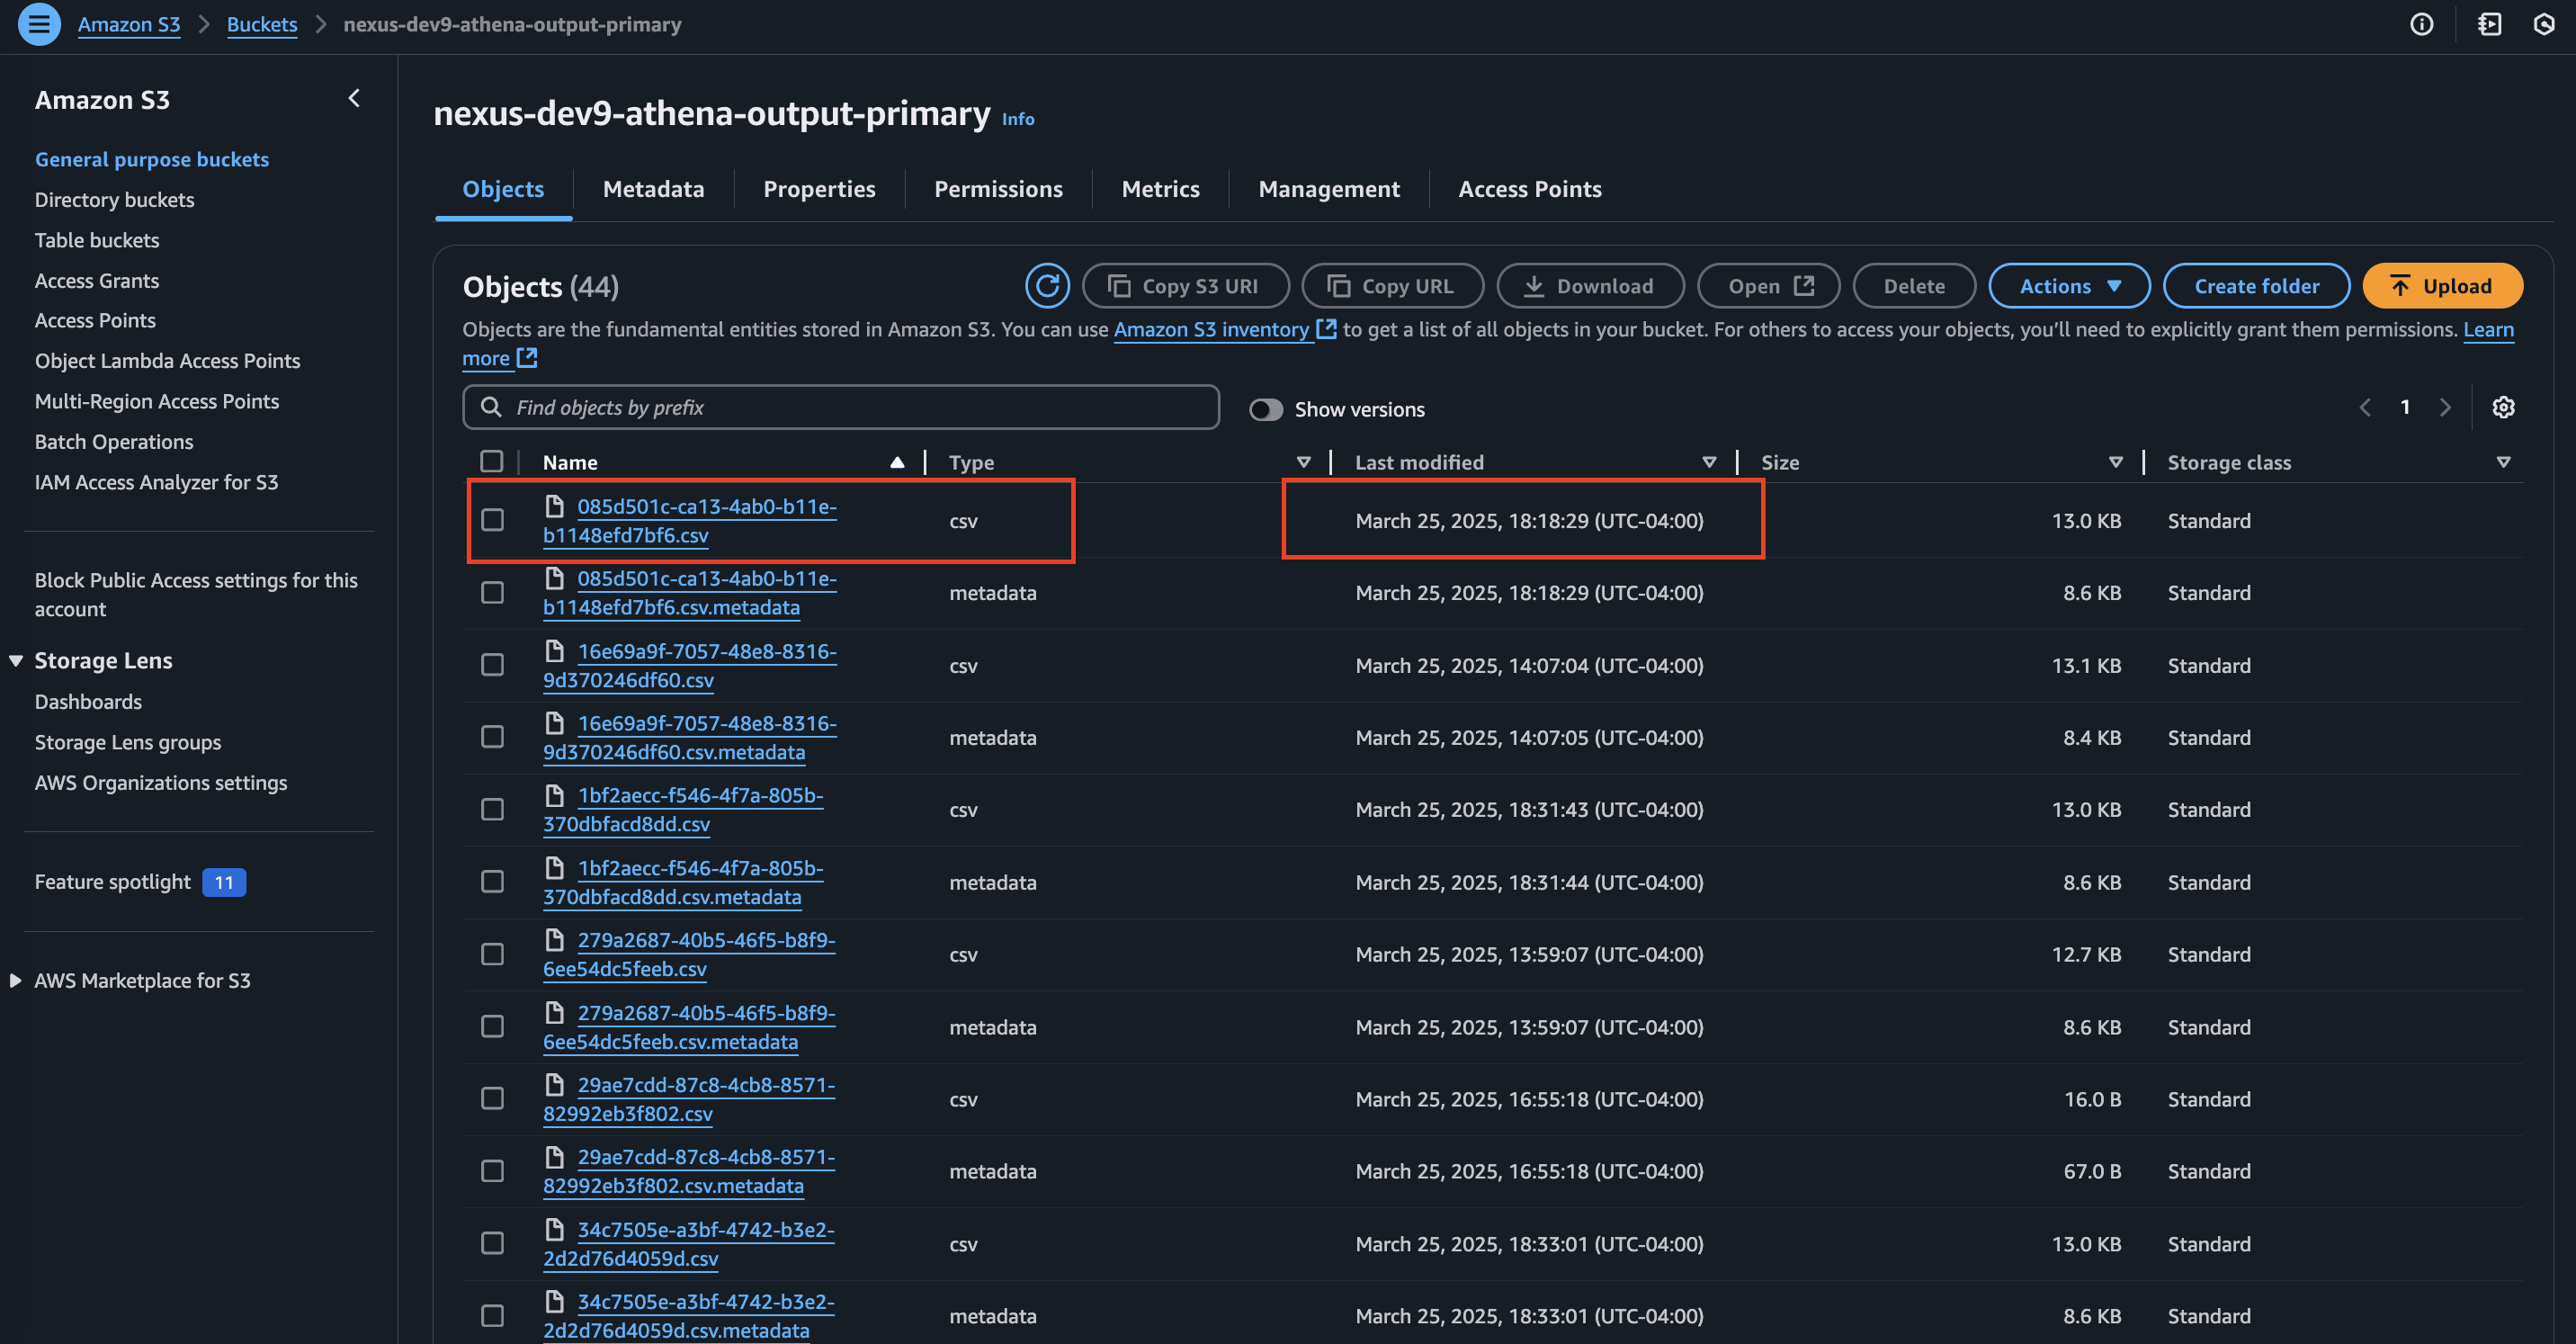 Amazon S3 > Buckets > nexus-dev9-athena-output-primary
Amazon S3
General purpose buckets
Directory buckets
Table buckets
Access Grants
Access Points
Object Lambda Access Points
Multi-Region Access Points
Batch Operations
IAM Access Analyzer for S3
Block Public Access settings for this
account
Storage Lens
Dashboards
Storage Lens groups
AWS Organizations settings
Feature spotlight 11
AWS Marketplace for S3
nexus-dev9-athena-output-primary Info
Objects Metadata Properties Permissions Metrics Management Access Points
Objects (44) Copy S3 URI Copy URL Download Open Delete Actions Create folder Upload
Objects are the fundamental entities stored in Amazon S3. You can use Amazon S3 inventory to get a list of all objects in your bucket. For others to access your objects, you'll need to explicitly grant them permissions. Learn
more
Find objects by prefix Show versions 1
Name Type Last modified Size Storage class
085d501c-ca13-4ab0-b11e-
b1148efd7bf6.csv csv March 25, 2025, 18:18:29 (UTC-04:00) 13.0 KB Standard
085d501c-ca13-4ab0-b11e-
b1148efd7bf6.csv.metadata metadata March 25, 2025, 18:18:29 (UTC-04:00) 8.6 KB Standard
16e69a9f-7057-48e8-8316-
9d370246df60.csv csv March 25, 2025, 14:07:04 (UTC-04:00) 13.1 KB Standard
16e69a9f-7057-48e8-8316-
9d370246df60.csv.metadata metadata March 25, 2025, 14:07:05 (UTC-04:00) 8.4 KB Standard
1bf2aecc-f546-4f7a-805b-
370dbfacd8dd.csv csv March 25, 2025, 18:31:43 (UTC-04:00) 13.0 KB Standard
1bf2aecc-f546-4f7a-805b-
370dbfacd8dd.csv.metadata metadata March 25, 2025, 18:31:44 (UTC-04:00) 8.6 KB Standard
279a2687-40b5-46f5-b8f9-
6ee54dc5feeb.csv csv March 25, 2025, 13:59:07 (UTC-04:00) 12.7 KB Standard
279a2687-40b5-46f5-b8f9-
6ee54dc5feeb.csv.metadata metadata March 25, 2025, 13:59:07 (UTC-04:00) 8.6 KB Standard
29ae7cdd-87c8-4cb8-8571-
82992eb3f802.csv csv March 25, 2025, 16:55:18 (UTC-04:00) 16.0 B Standard
29ae7cdd-87c8-4cb8-8571-
82992eb3f802.csv.metadata metadata March 25, 2025, 16:55:18 (UTC-04:00) 67.0 B Standard
34c7505e-a3bf-4742-b3e2-
2d2d76d4059d.csv csv March 25, 2025, 18:33:01 (UTC-04:00) 13.0 KB Standard
34c7505e-a3bf-4742-b3e2-
2d2d76d4059d.csv.metadata metadata March 25, 2025, 18:33:01 (UTC-04:00) 8.6 KB Standard